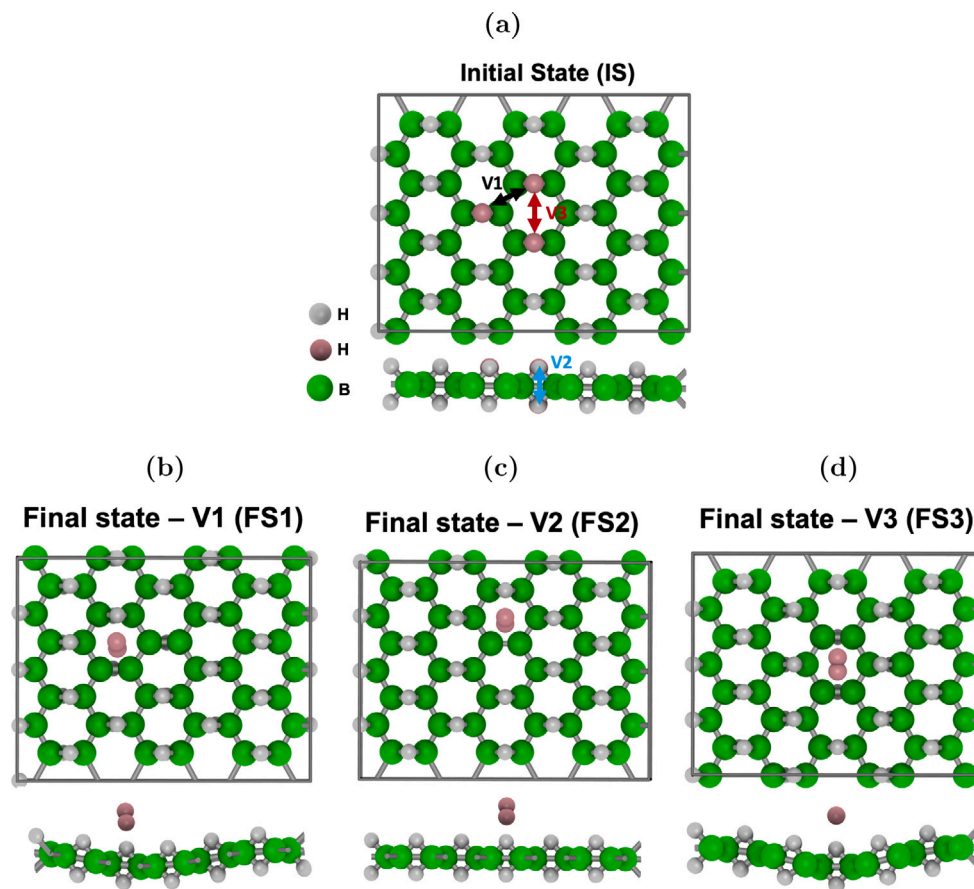 (a)
Initial State (IS)
V1
V3
H
H
B
V2
(b)
(c)
(d)
Final state – V1 (FS1)
Final state – V2 (FS2)
Final state – V3 (FS3)